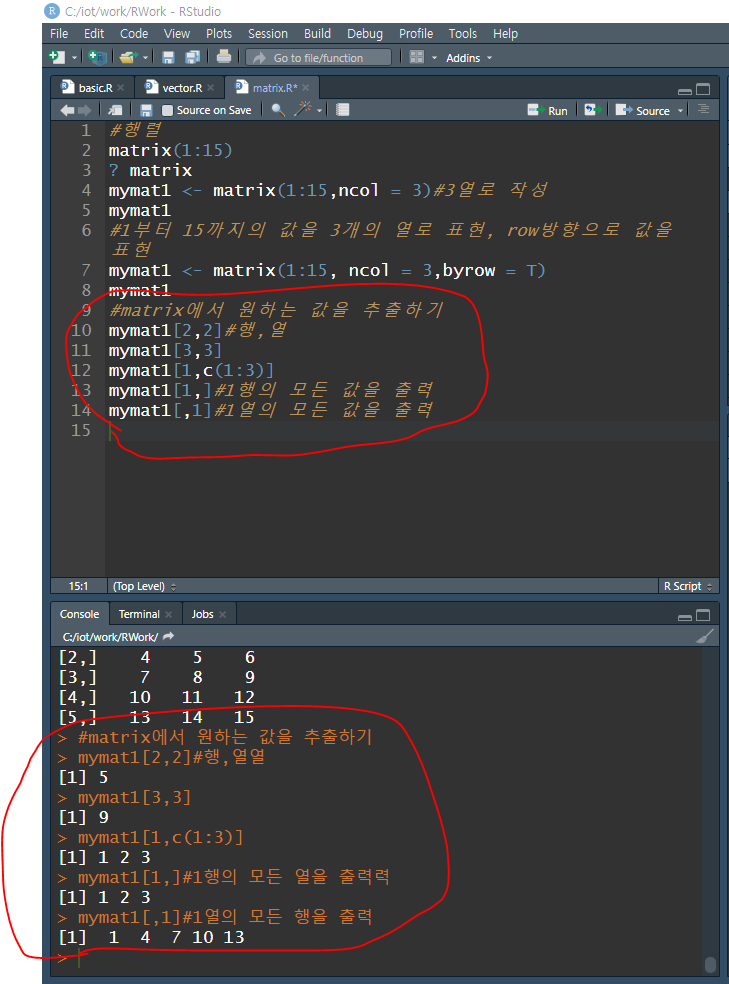 C:/iot/work/RWork - RStudio
File Edit Code View Plots Session Build Debug Profile Tools Help
Go to file/function Addins
basic.R vector.R matrix.R*
Source on Save Run Source
1 #행렬
2 matrix(1:15)
3 ? matrix
4 mymat1 <- matrix(1:15,ncol = 3)#3열로 작성
5 mymat1
6 #1부터 15까지의 값을 3개의 열로 표현, row방향으로 값을
표현
7 mymat1 <- matrix(1:15, ncol = 3,byrow = T)
8 mymat1
9 #matrix에서 원하는 값을 추출하기
10 mymat1[2,2]#행,열
11 mymat1[3,3]
12 mymat1[1,c(1:3)]
13 mymat1[1,]#1행의 모든 값을 출력
14 mymat1[,1]#1열의 모든 값을 출력
15
15:1 (Top Level) R Script
Console Terminal Jobs
C:/iot/work/RWork/
[2,] 4 5 6
[3,] 7 8 9
[4,] 10 11 12
[5,] 13 14 15
> #matrix에서 원하는 값을 추출하기
> mymat1[2,2]#행,열열
[1] 5
> mymat1[3,3]
[1] 9
> mymat1[1,c(1:3)]
[1] 1 2 3
> mymat1[1,]#1행의 모든 열을 출력력
[1] 1 2 3
> mymat1[,1]#1열의 모든 행을 출력
[1] 1 4 7 10 13
>